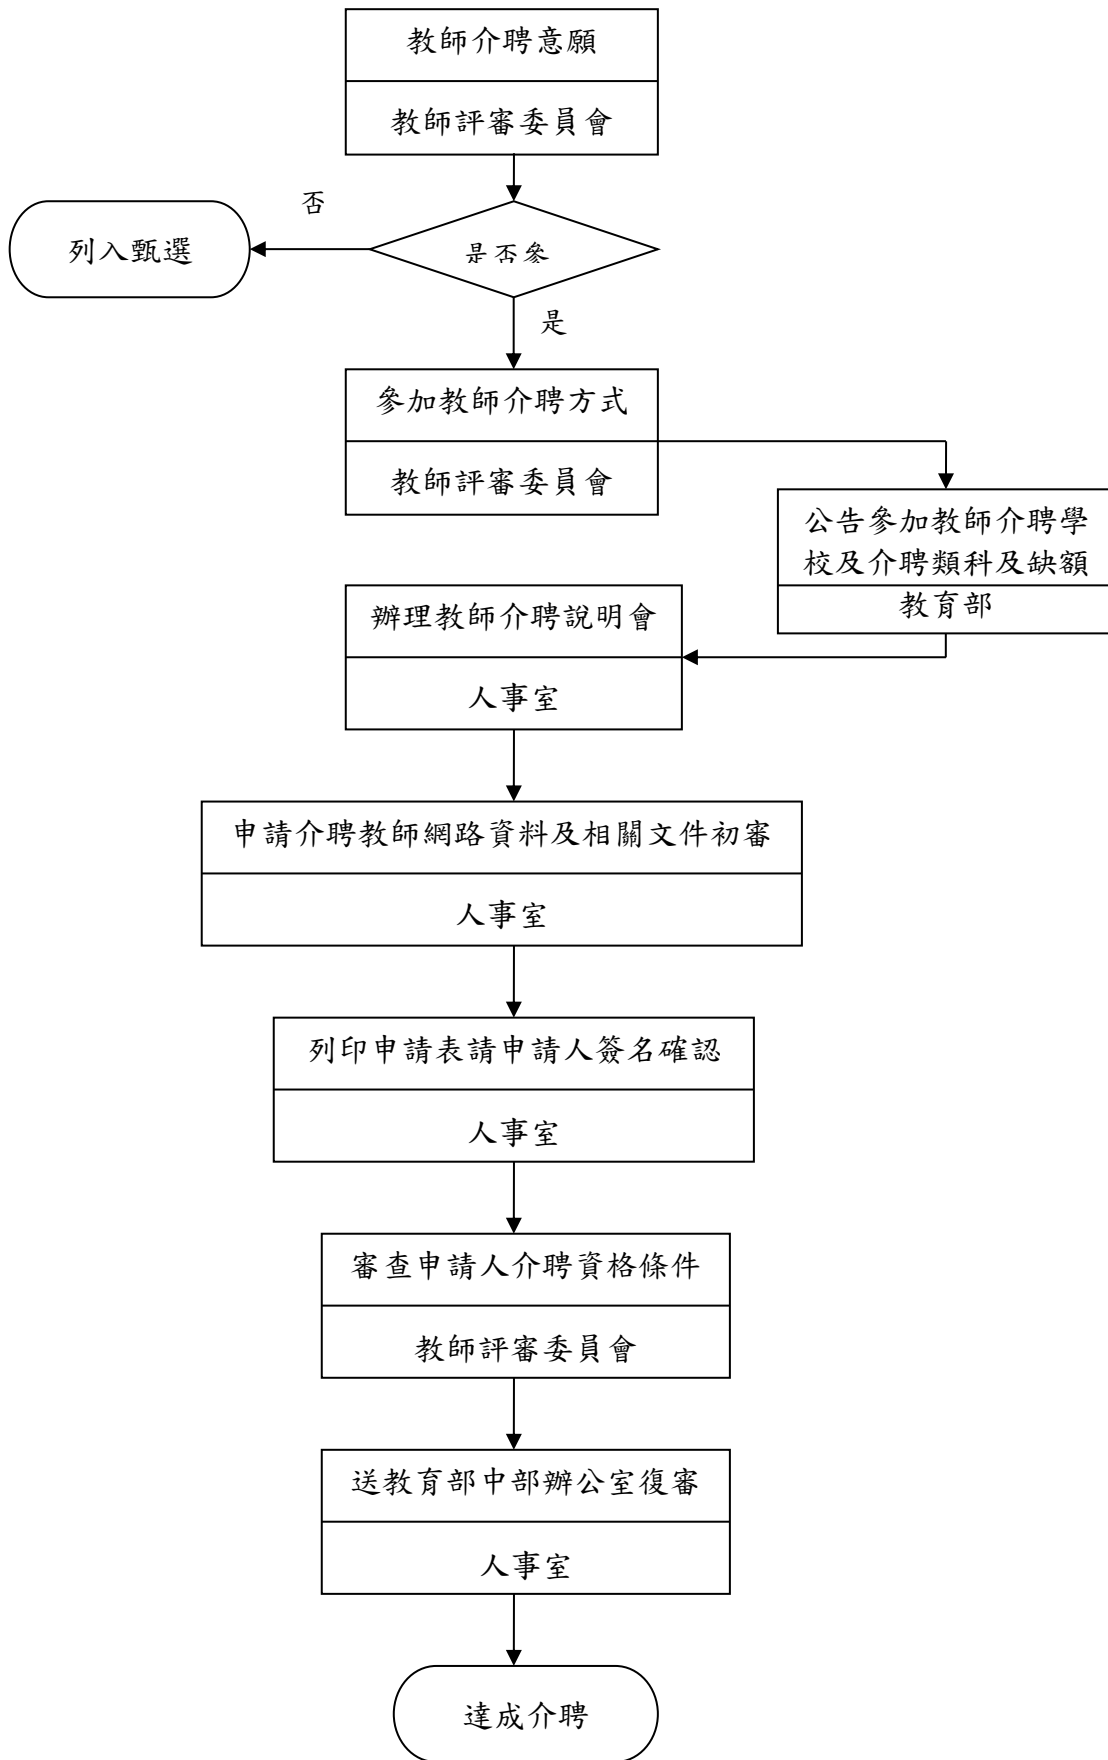 教師介聘意願
教師評審委員會
否
列入甄選
是否參
是
參加教師介聘方式
教師評審委員會
公告參加教師介聘學
校及介聘類科及缺額
教育部
辦理教師介聘說明會
人事室
申請介聘教師網路資料及相關文件初審
人事室
列印申請表請申請人簽名確認
人事室
審查申請人介聘資格條件
教師評審委員會
送教育部中部辦公室復審
人事室
達成介聘